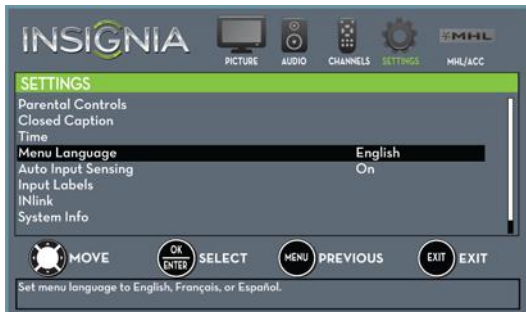 INSIGNIA
PICTURE AUDIO CHANNELS SETTINGS MHL MHL/ACC
SETTINGS
Parental Controls
Closed Caption
Time
Menu Language English
Auto Input Sensing On
Input Labels
INlink
System Info
MOVE OK ENTER SELECT MENU PREVIOUS EXIT EXIT
Set menu language to English, Français, or Español.